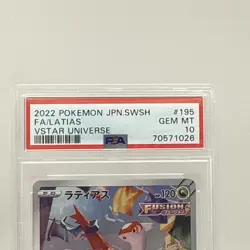 2022 POKEMON JPN.SWSH #195
FA/LATIAS GEM MT
VSTAR UNIVERSE PSA 10
70571026
ラティアス HP120
FUSION